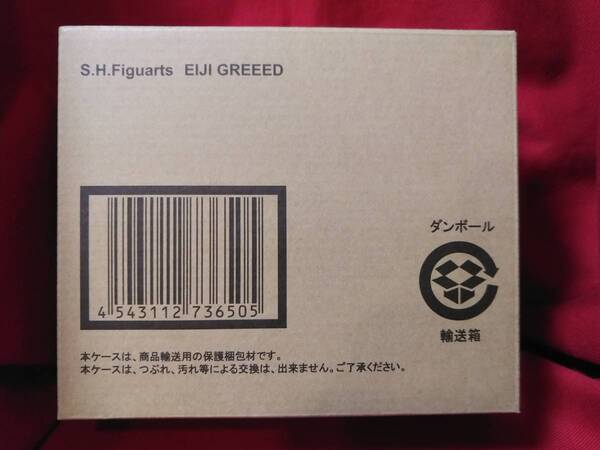 S.H.Figuarts EIJI GREEED
4 543112 736505
ダンボール
輸送箱
本ケースは、商品輸送用の保護梱包材です。
本ケースは、つぶれ、汚れ等による交換は、出来ません。ご了承ください。